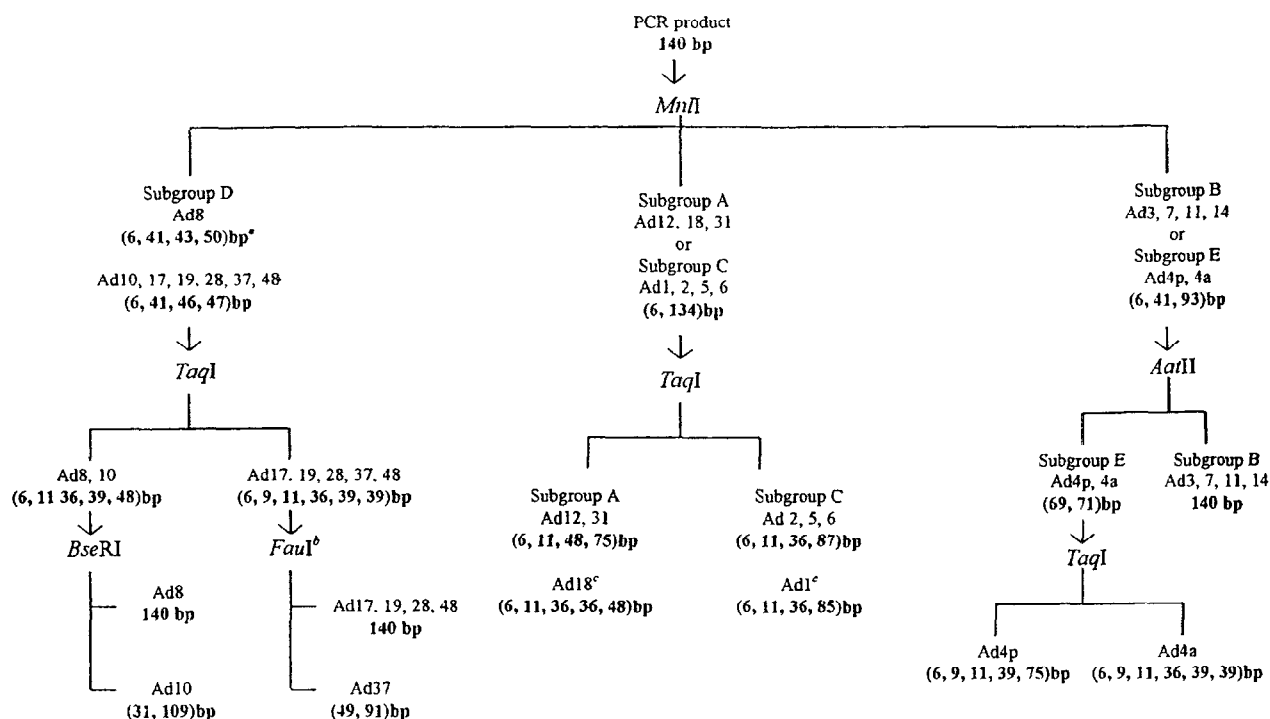 PCR product
140 bp
MnlI
Subgroup D
Ad8
(6, 41, 43, 50)bpa
Ad10, 17, 19, 28, 37, 48
(6, 41, 46, 47)bp
TaqI
Ad8, 10
(6, 11 36, 39, 48)bp
BseRI
Ad8
140 bp
Ad10
(31, 109)bp
Ad17, 19, 28, 37, 48
(6, 9, 11, 36, 39, 39)bp
FauIb
Ad17, 19, 28, 48
140 bp
Ad37
(49, 91)bp
Subgroup A
Ad12, 18, 31
or
Subgroup C
Ad1, 2, 5, 6
(6, 134)bp
TaqI
Subgroup A
Ad12, 31
(6, 11, 48, 75)bp
Ad18c
(6, 11, 36, 36, 48)bp
Subgroup C
Ad 2, 5, 6
(6, 11, 36, 87)bp
Ad1c
(6, 11, 36, 85)bp
Subgroup B
Ad3, 7, 11, 14
or
Subgroup E
Ad4p, 4a
(6, 41, 93)bp
AatII
Subgroup E
Ad4p, 4a
(69, 71)bp
TaqI
Ad4p
(6, 9, 11, 39, 75)bp
Ad4a
(6, 9, 11, 36, 39, 39)bp
Subgroup B
Ad3, 7, 11, 14
140 bp